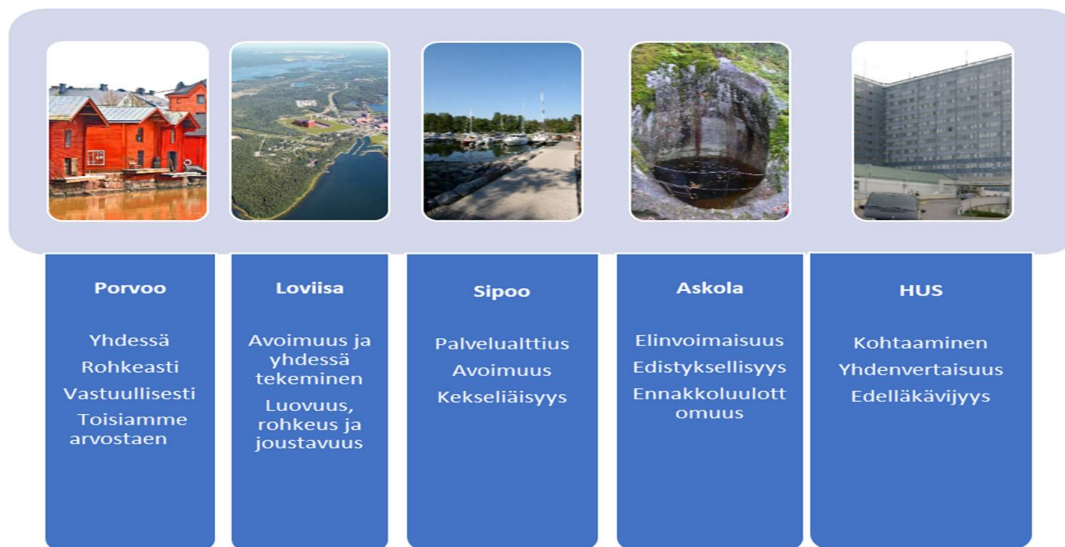 Porvoo
Yhdessä
Rohkeasti
Vastuullisesti
Toisiamme
arvostaen
Loviisa
Avoimuus ja
yhdessä
tekeminen
Luovuus,
rohkeus ja
joustavuus
Sipoo
Palvelualttius
Avoimuus
Kekseliäisyys
Askola
Elinvoimaisuus
Edistyksellisyys
Ennakkoluulott
omuus
HUS
Kohtaaminen
Yhdenvertaisuus
Edelläkävijyys